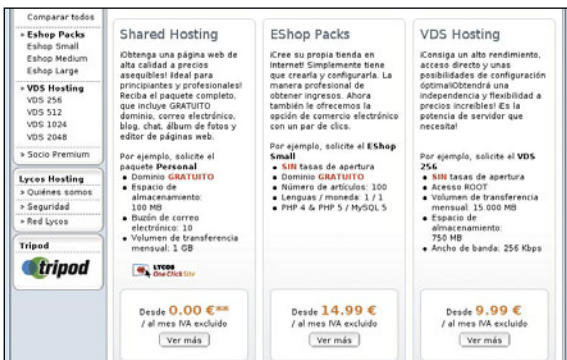 Comparar todos
» Eshop Packs
Eshop Small
Eshop Medium
Eshop Large
» VDS Hosting
VDS 256
VDS 512
VDS 1024
VDS 2048
» Socio Premium
Lycos Hosting
» Quiénes somos
» Seguridad
» Red Lycos
Tripod
tripod
Shared Hosting
¡Obtenga una página web de
alta calidad a precios
asequibles! Ideal para
principiantes y profesionales!
Reciba el paquete completo,
que incluye GRATUITO
dominio, correo electrónico,
blog, chat, álbum de fotos y
editor de páginas web.
Por ejemplo, solicite el
paquete Personal
• Dominio GRATUITO
• Espacio de
almacenamiento:
100 MB
• Buzón de correo
electrónico: 10
• Volumen de transferencia
mensual: 1 GB
LYCOS
One Click Site
Desde 0.00 €**
/ al mes IVA excluido
Ver más
EShop Packs
¡Cree su propia tienda en
Internet! Simplemente tiene
que crearla y configurarla. La
manera profesional de
obtener ingresos. Ahora
también le ofrecemos la
opción de comercio electrónico
con un par de clics.
Por ejemplo, solicite el EShop
Small
• SIN tasas de apertura
• Dominio GRATUITO
• Número de artículos: 100
• Lenguas / moneda: 1 / 1
• PHP 4 & PHP 5 / MySQL 5
Desde 14.99 €
/ al mes IVA excluido
Ver más
VDS Hosting
¡Consiga un alto rendimiento,
acceso directo y unas
posibilidades de configuración
óptima!Obtendrá una
independencia y flexibilidad a
precios increíbles! ¡Es la
potencia de servidor que
necesita!
Por ejemplo, solicite el VDS
256
• SIN tasas de apertura
• Acesso ROOT
• Volumen de transferencia
mensual: 15.000 MB
• Espacio de
almacenamiento:
750 MB
• Ancho de banda: 256 Kbps
Desde 9.99 €
/ al mes IVA excluido
Ver más